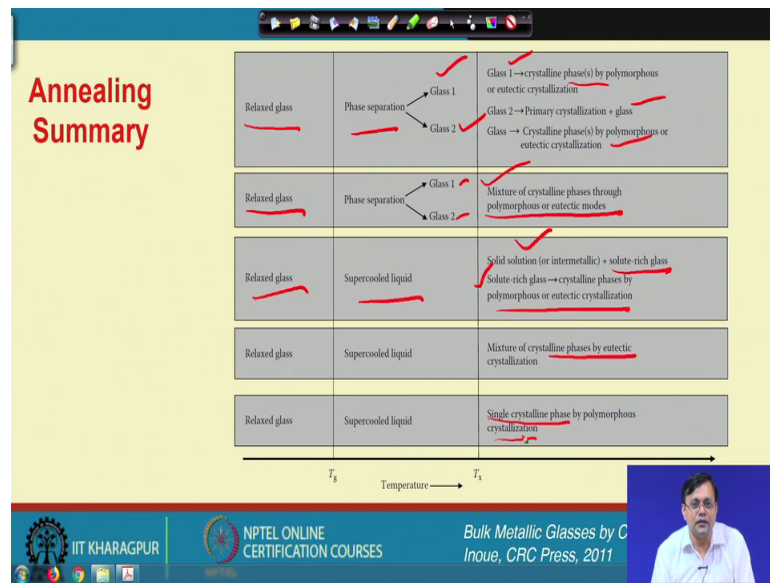 Annealing
Summary
Relaxed glass
Phase separation
Glass 1
Glass 2
Glass 1→crystalline phase(s) by polymorphous
or eutectic crystallization
Glass 2→Primary crystallization + glass
Glass → Crystalline phase(s) by polymorphous or
eutectic crystallization
Relaxed glass
Phase separation
Glass 1
Glass 2
Mixture of crystalline phases through
polymorphous or eutectic modes
Relaxed glass
Supercooled liquid
Solid solution (or intermetallic) + solute-rich glass
Solute-rich glass→crystalline phases by
polymorphous or eutectic crystallization
Relaxed glass
Supercooled liquid
Mixture of crystalline phases by eutectic
crystallization
Relaxed glass
Supercooled liquid
Single crystalline phase by polymorphous
crystallization
Tg
Tx
Temperature
IIT KHARAGPUR
NPTEL ONLINE
CERTIFICATION COURSES
Bulk Metallic Glasses by C
Inoue, CRC Press, 2011